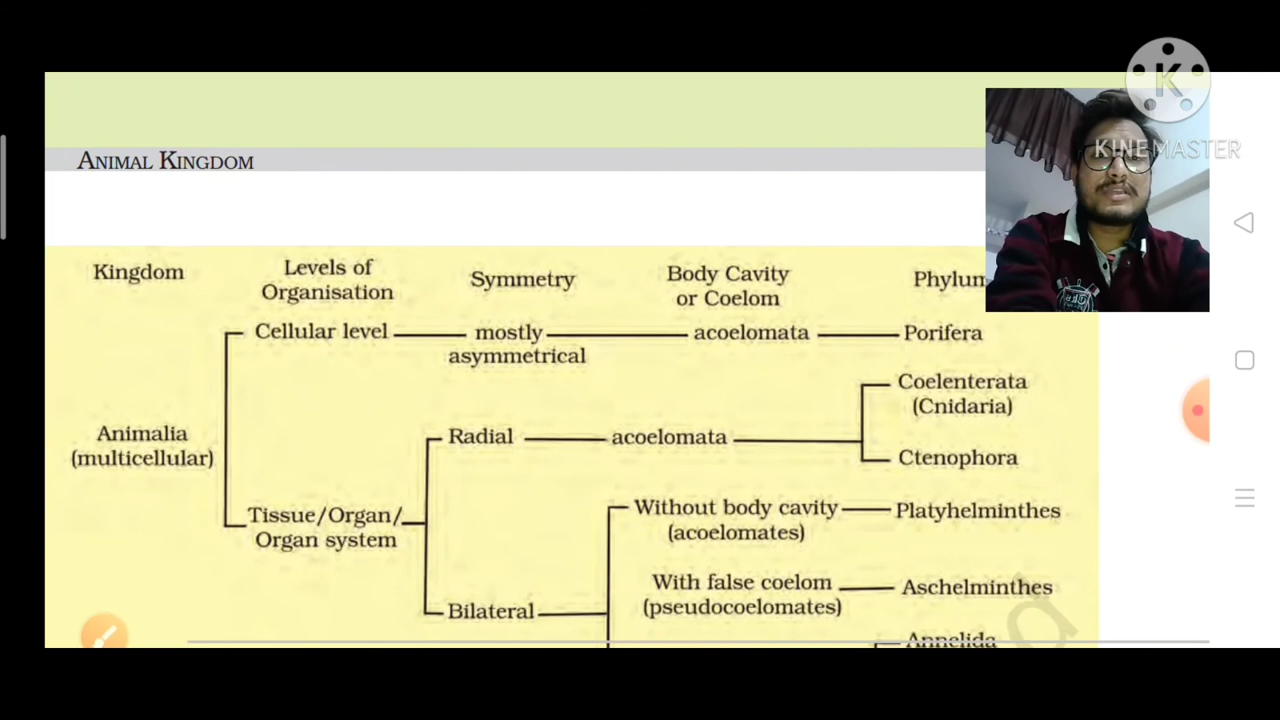 K
KINEMASTER
ANIMAL KINGDOM
Kingdom
Levels of
Organisation
Symmetry
Body Cavity
or Coelom
Phylum
Cellular level
mostly
asymmetrical
acoelomata
Porifera
Coelenterata
(Cnidaria)
Animalia
(multicellular)
Radial
acoelomata
Ctenophora
Tissue/Organ/
Organ system
Without body cavity
(acoelomates)
Platyhelminthes
With false coelom
(pseudocoelomates)
Aschelminthes
Bilateral
Annelida
d